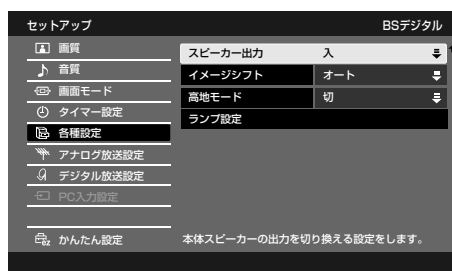 セットアップ BSデジタル
画質
音質
画面モード
タイマー設定
各種設定
アナログ放送設定
デジタル放送設定
PC入力設定
かんたん設定
スピーカー出力 入
イメージシフト オート
高地モード 切
ランプ設定
本体スピーカーの出力を切り換える設定をします。